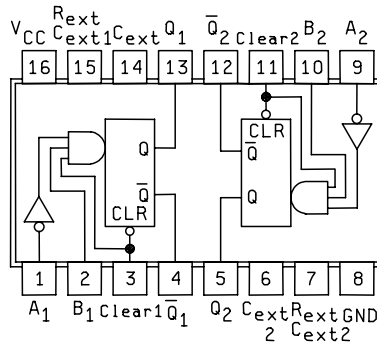 Rext
VCC Cext1 Cext Q1 Q̅2 Clear2 B2 A2
16 15 14 13 12 11 10 9
CLR
Q Q̅
Q̅ Q
CLR
1 2 3 4 5 6 7 8
A1 B1 Clear1 Q̅1 Q2 Cext Rext GND
2 Cext2